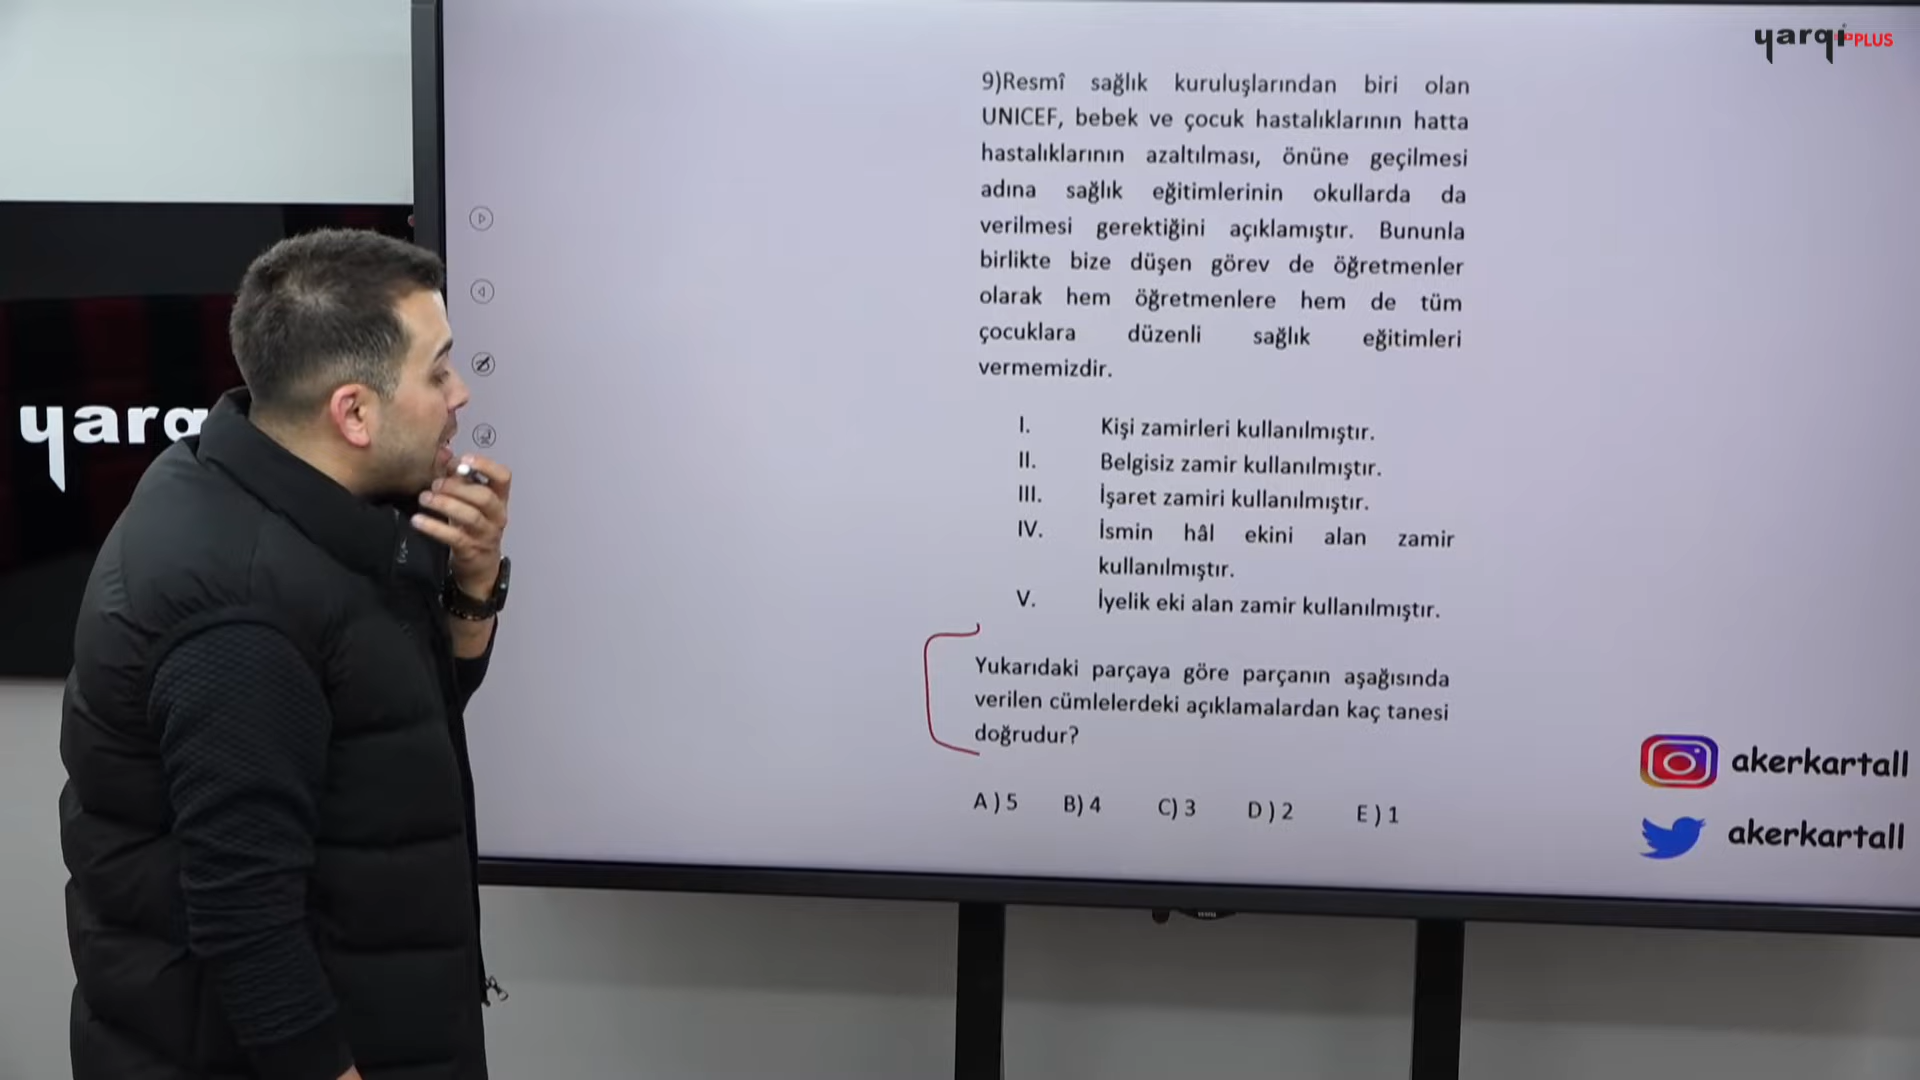 yarqi PLUS
9)Resmî sağlık kuruluşlarından biri olan
UNICEF, bebek ve çocuk hastalıklarının hatta
hastalıklarının azaltılması, önüne geçilmesi
adına sağlık eğitimlerinin okullarda da
verilmesi gerektiğini açıklamıştır. Bununla
birlikte bize düşen görev de öğretmenler
olarak hem öğretmenlere hem de tüm
çocuklara düzenli sağlık eğitimleri
vermemizdir.
I. Kişi zamirleri kullanılmıştır.
II. Belgisiz zamir kullanılmıştır.
III. İşaret zamiri kullanılmıştır.
IV. İsmin hâl ekini alan zamir
kullanılmıştır.
V. İyelik eki alan zamir kullanılmıştır.
Yukarıdaki parçaya göre parçanın aşağısında
verilen cümlelerdeki açıklamalardan kaç tanesi
doğrudur?
A ) 5 B) 4 C) 3 D ) 2 E ) 1
akerkartall
akerkartall
yarq